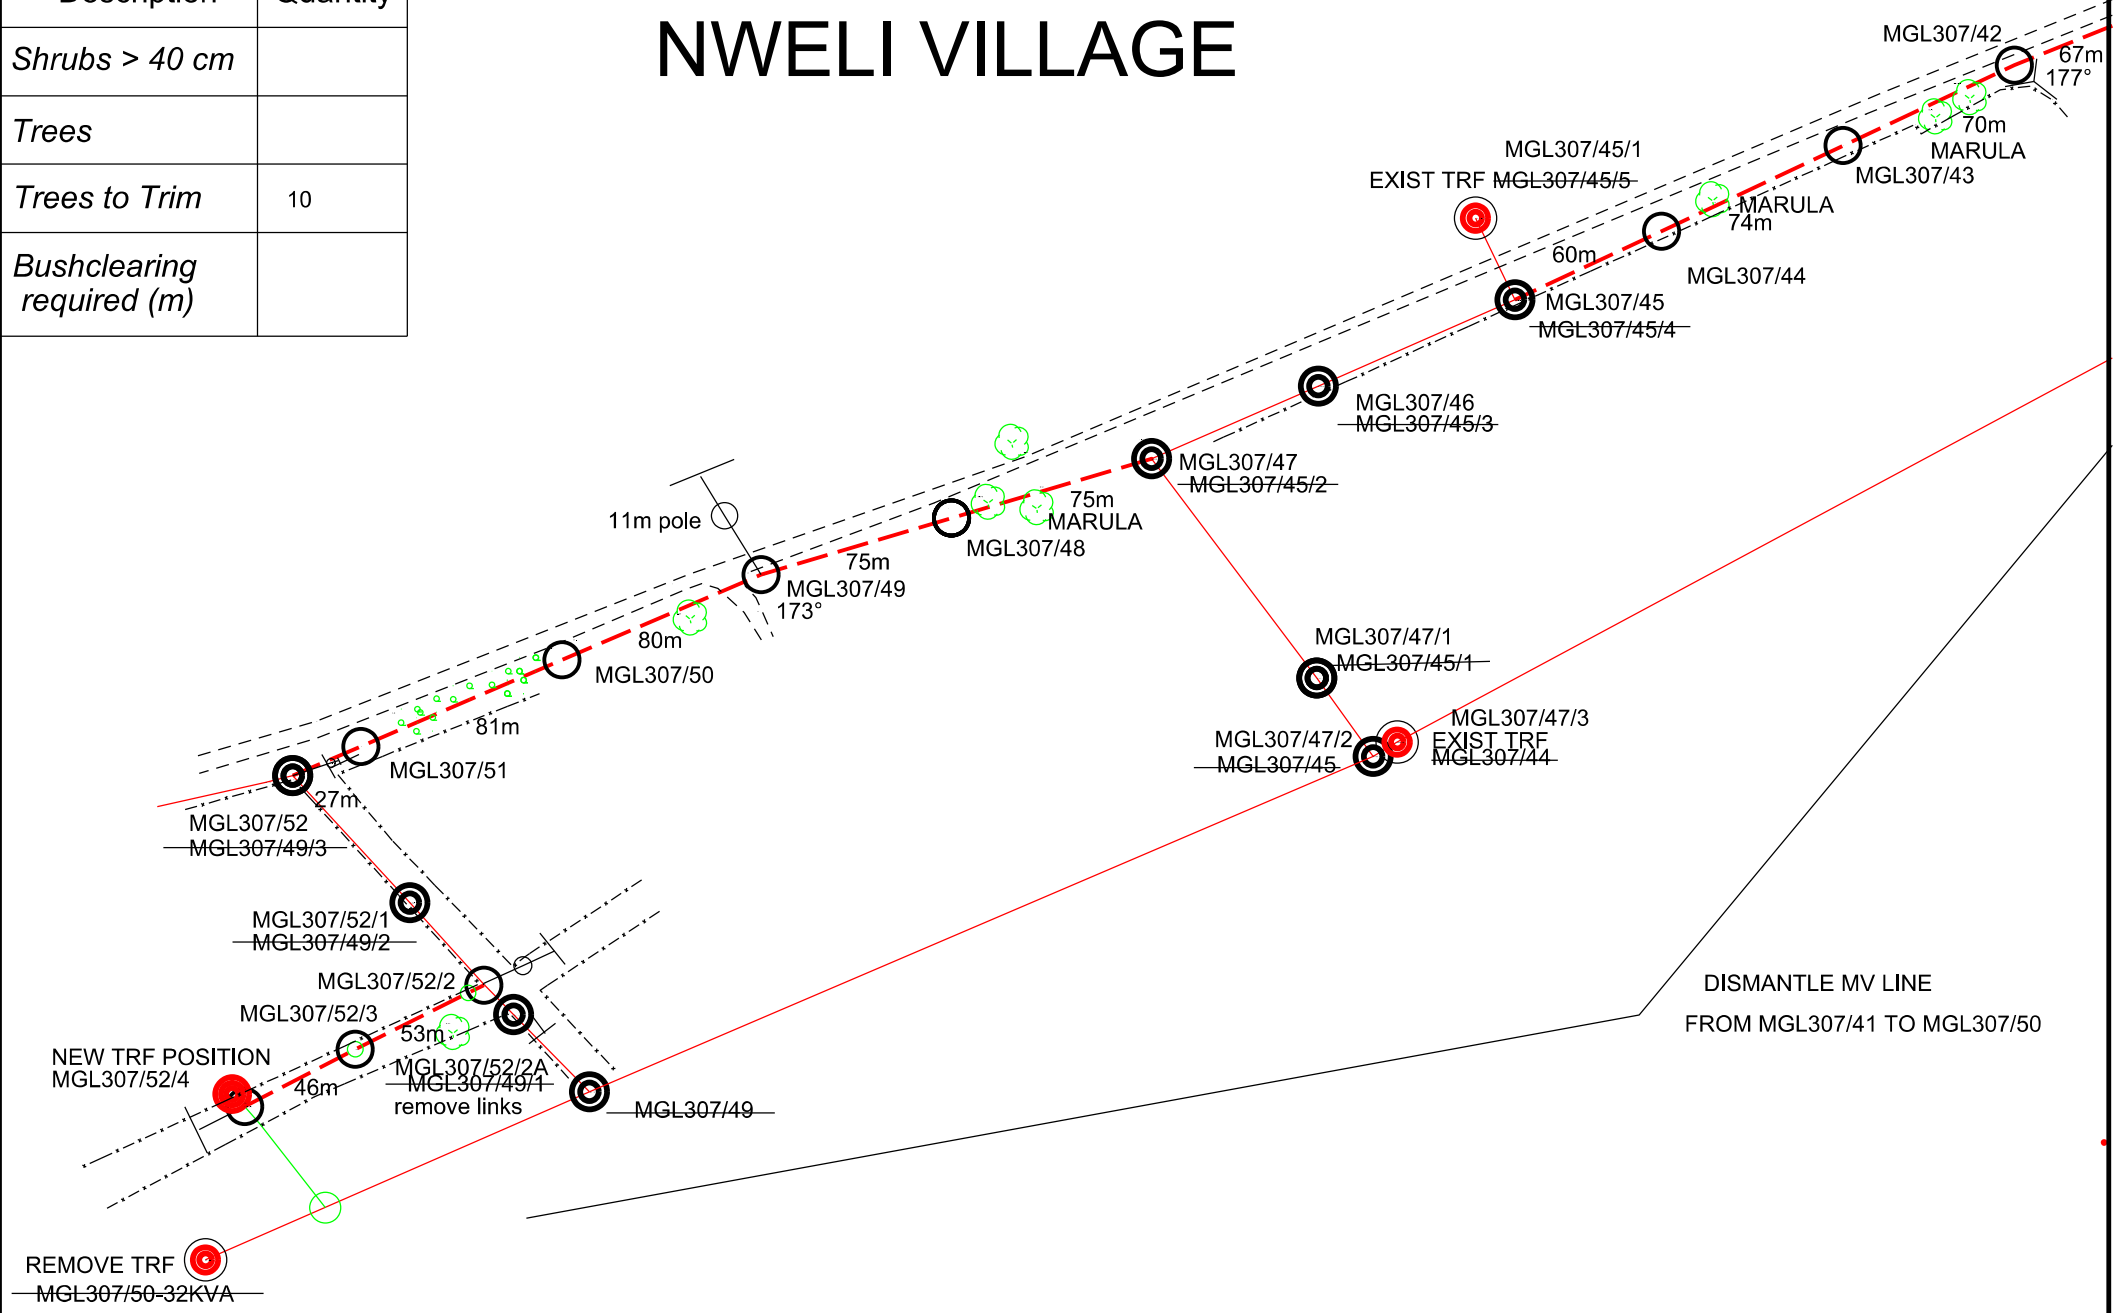 Description Quantity
Shrubs > 40 cm
Trees
Trees to Trim 10
Bushclearing
required (m)
NWELI VILLAGE
MGL307/42
67m
177°
70m
MARULA
MGL307/43
MGL307/45/1
EXIST TRF MGL307/45/5
MARULA
74m
60m
MGL307/44
MGL307/45
MGL307/45/4
MGL307/46
MGL307/45/3
MGL307/47
MGL307/45/2
75m
MARULA
11m pole
MGL307/48
75m
MGL307/49
173°
80m
MGL307/50
81m
MGL307/51
27m
MGL307/52
MGL307/49/3
MGL307/47/1
MGL307/45/1
MGL307/47/3
EXIST TRF
MGL307/44
MGL307/47/2
MGL307/45
MGL307/52/1
MGL307/49/2
MGL307/52/2
MGL307/52/3
53m
NEW TRF POSITION
MGL307/52/4
46m
MGL307/52/2A
MGL307/49/1
remove links
MGL307/49
DISMANTLE MV LINE
FROM MGL307/41 TO MGL307/50
REMOVE TRF
MGL307/50-32KVA